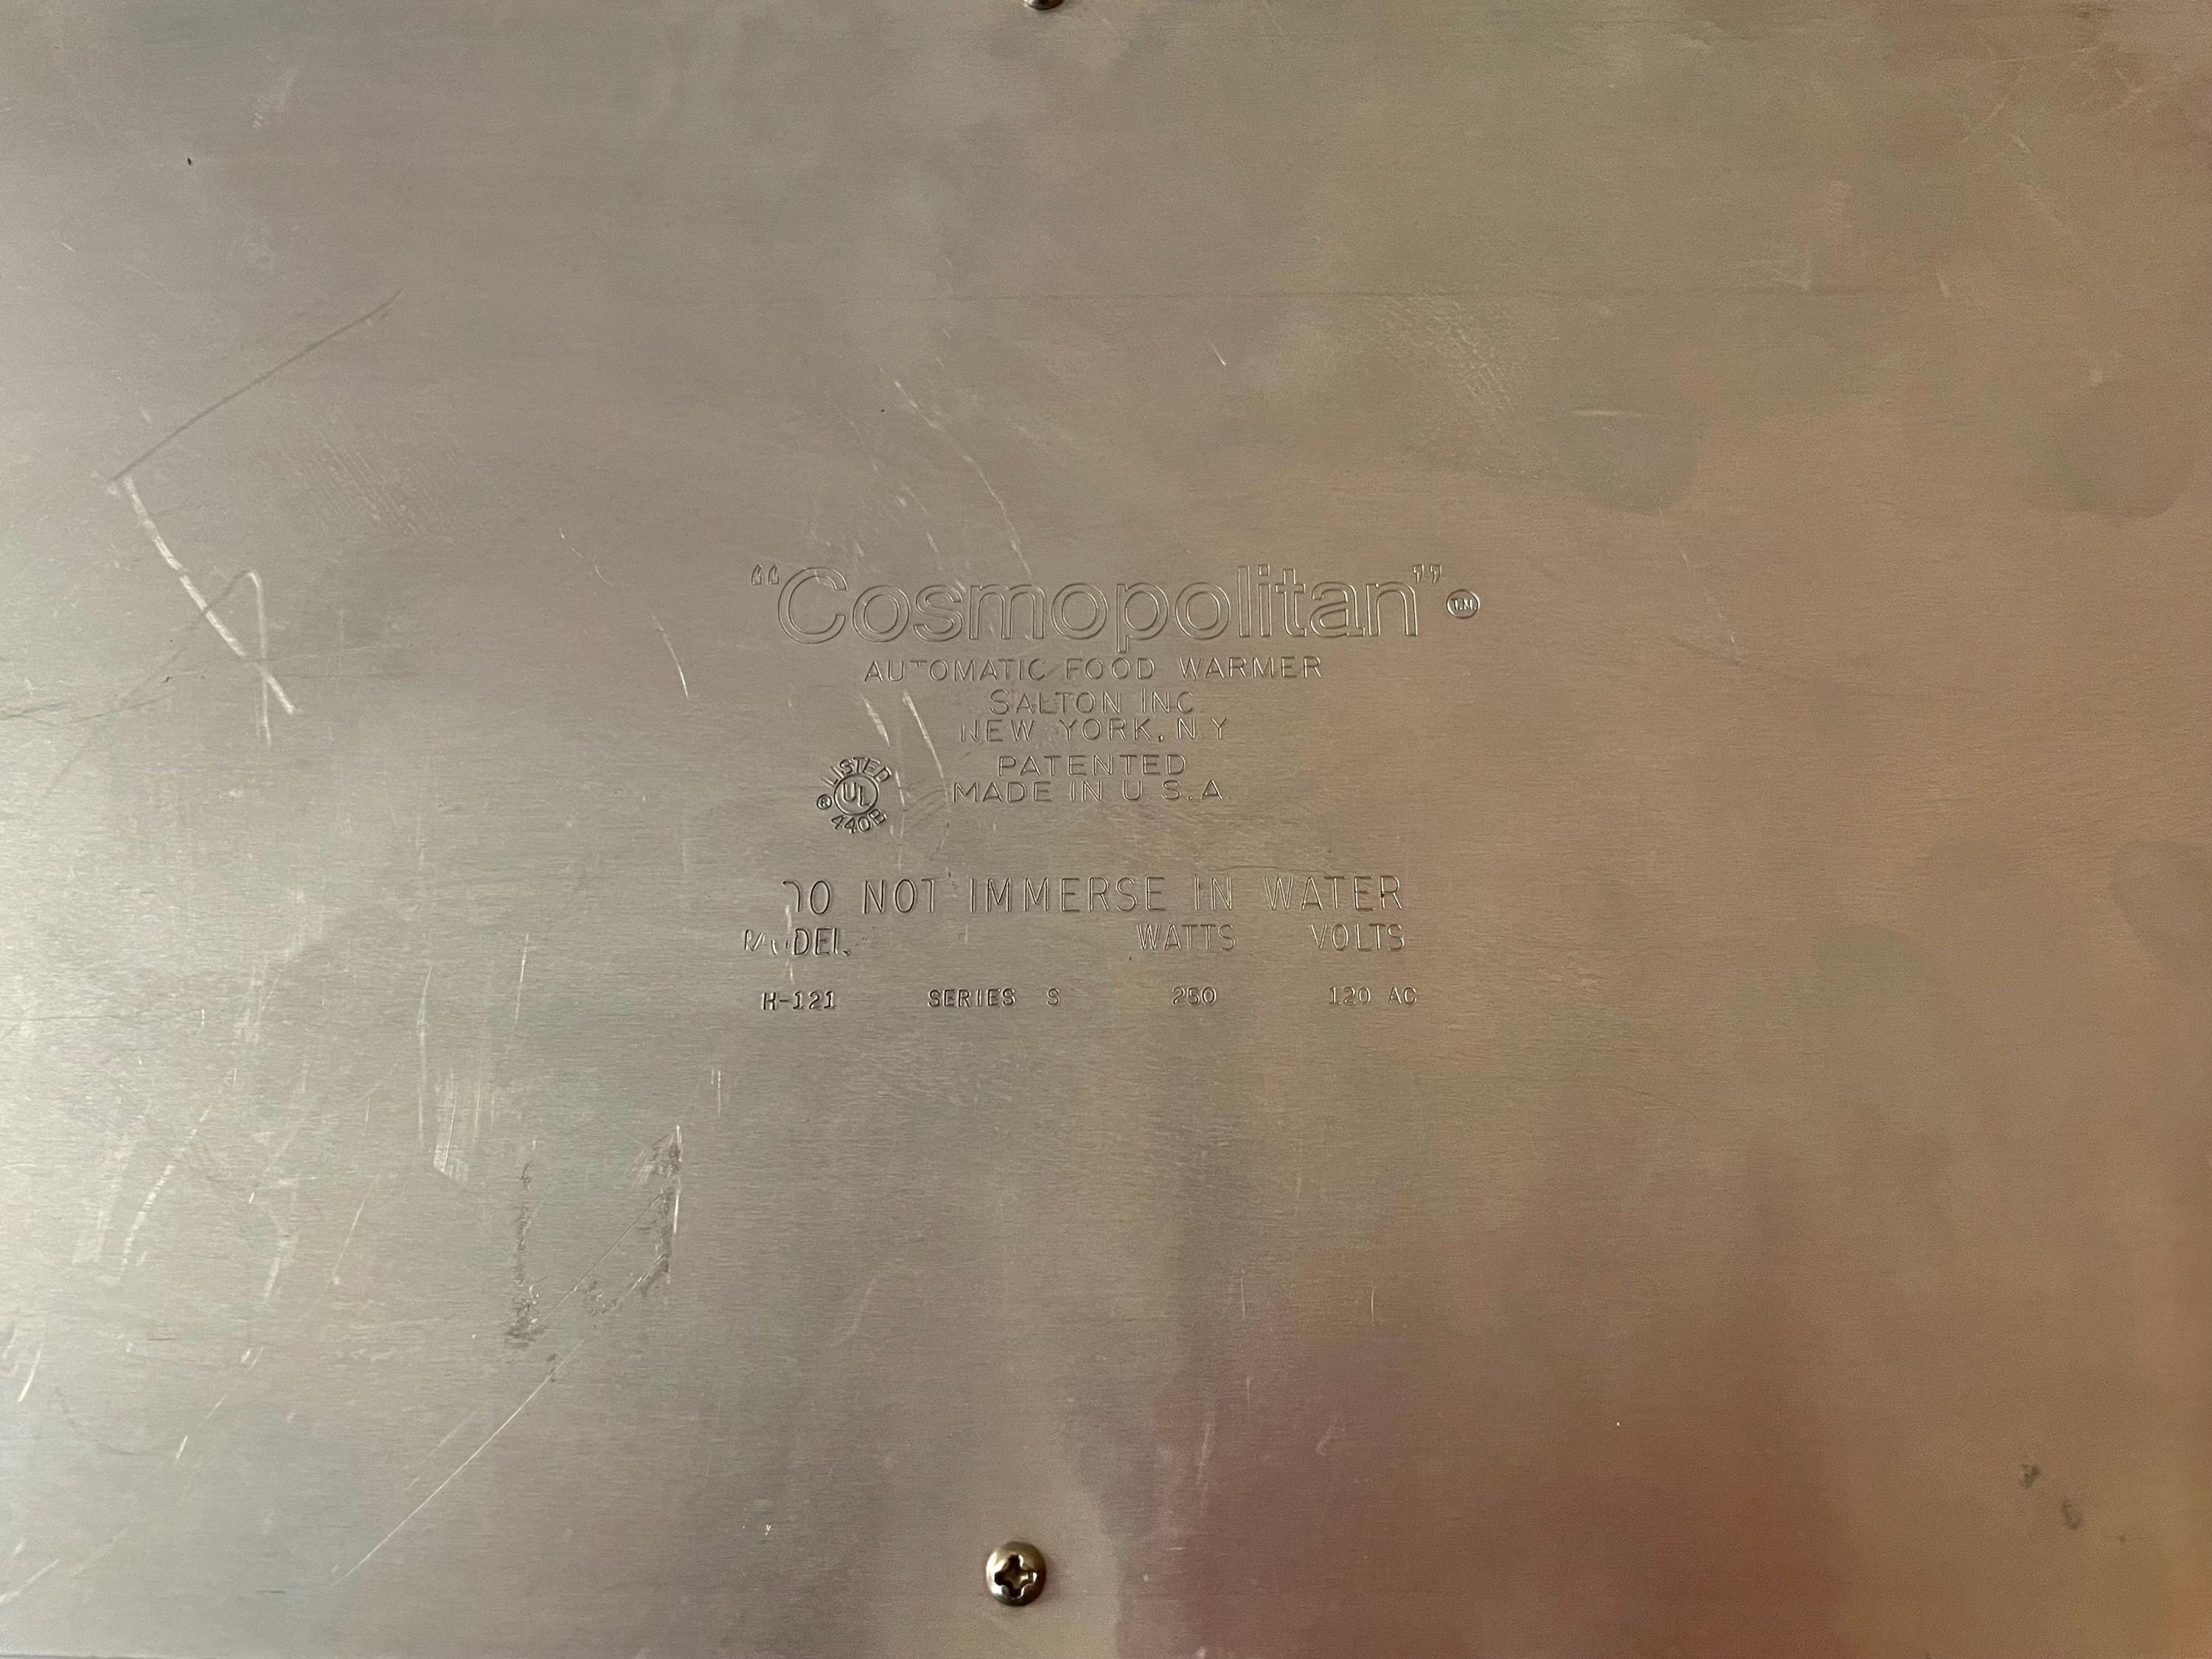 “Cosmopolitan” T.M.
AUTOMATIC FOOD WARMER
SALTON INC.
NEW YORK, N.Y.
PATENTED
MADE IN U.S.A.
LISTED
® UL
440B
DO NOT IMMERSE IN WATER
MODEL WATTS VOLTS
H-121 SERIES S 250 120 AC